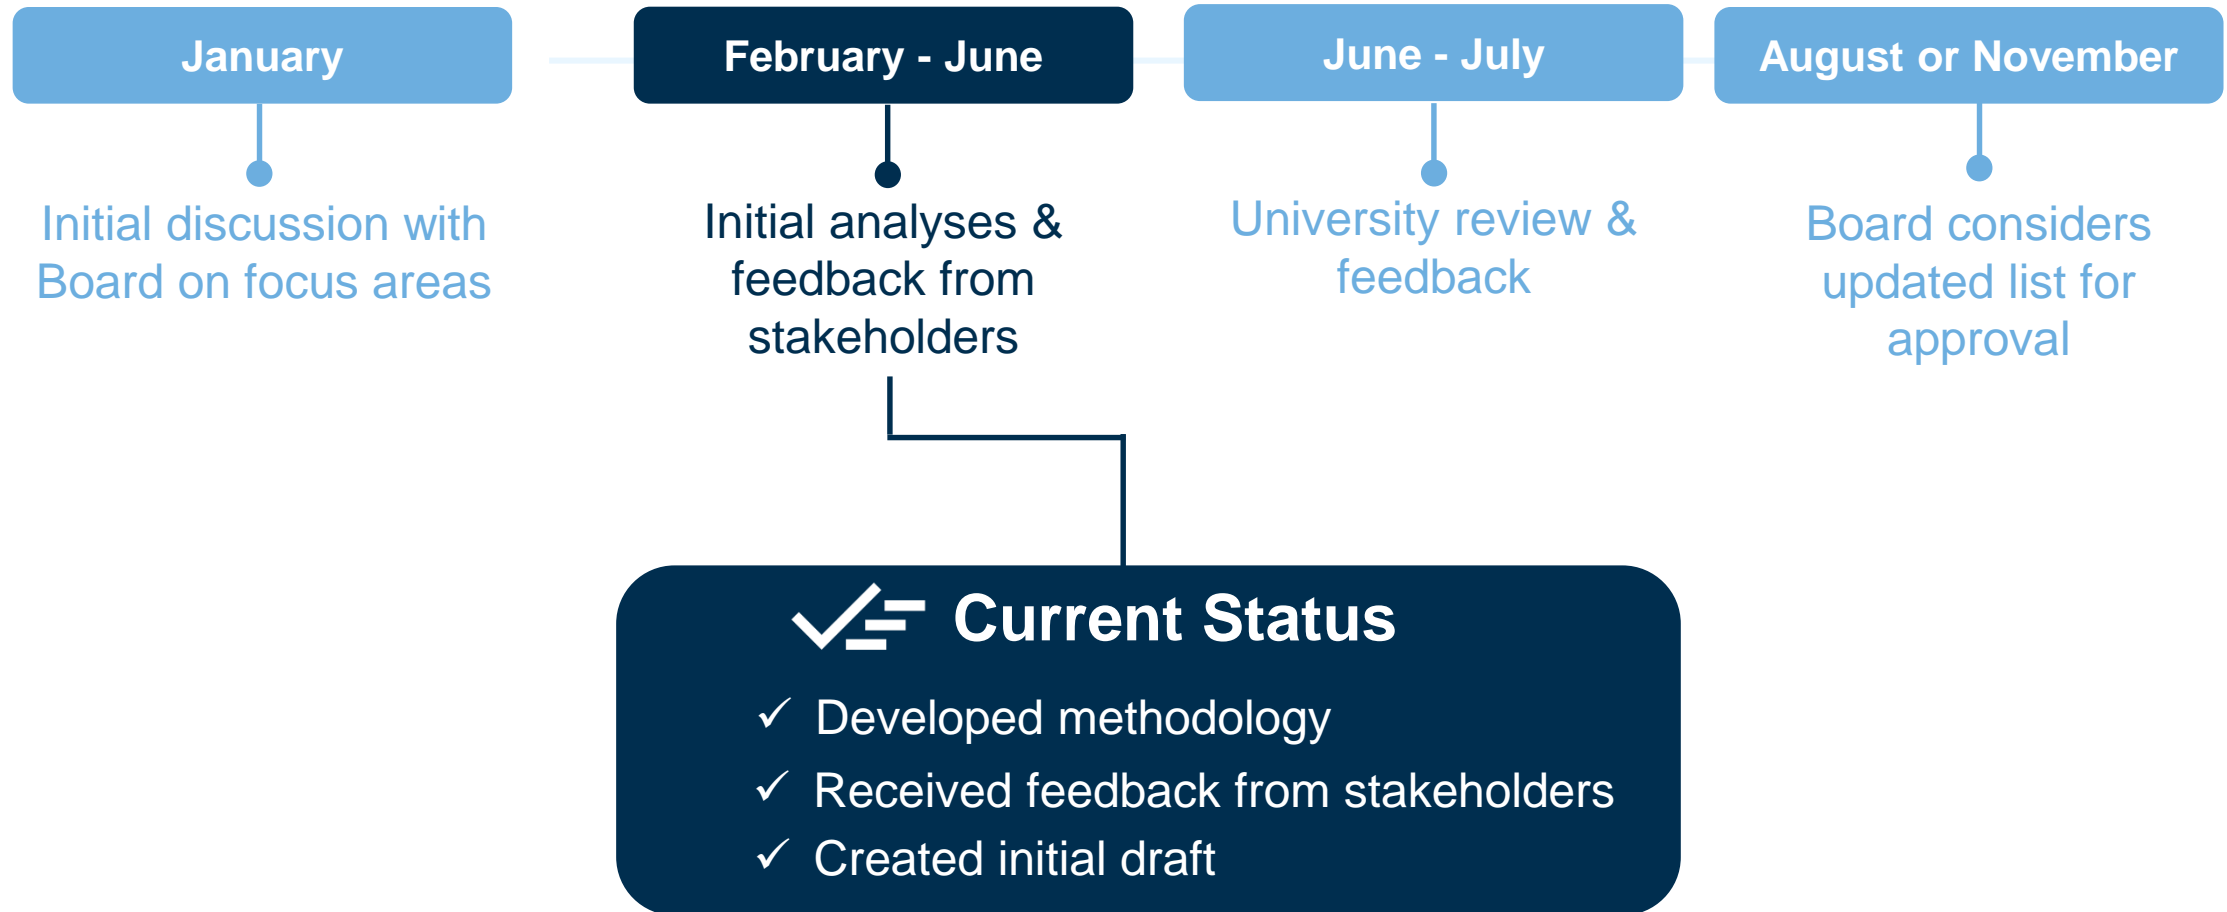 January
February - June
June - July
August or November
Initial discussion with
Board on focus areas
Initial analyses &
feedback from
stakeholders
University review &
feedback
Board considers
updated list for
approval
Current Status
✓ Developed methodology
✓ Received feedback from stakeholders
✓ Created initial draft